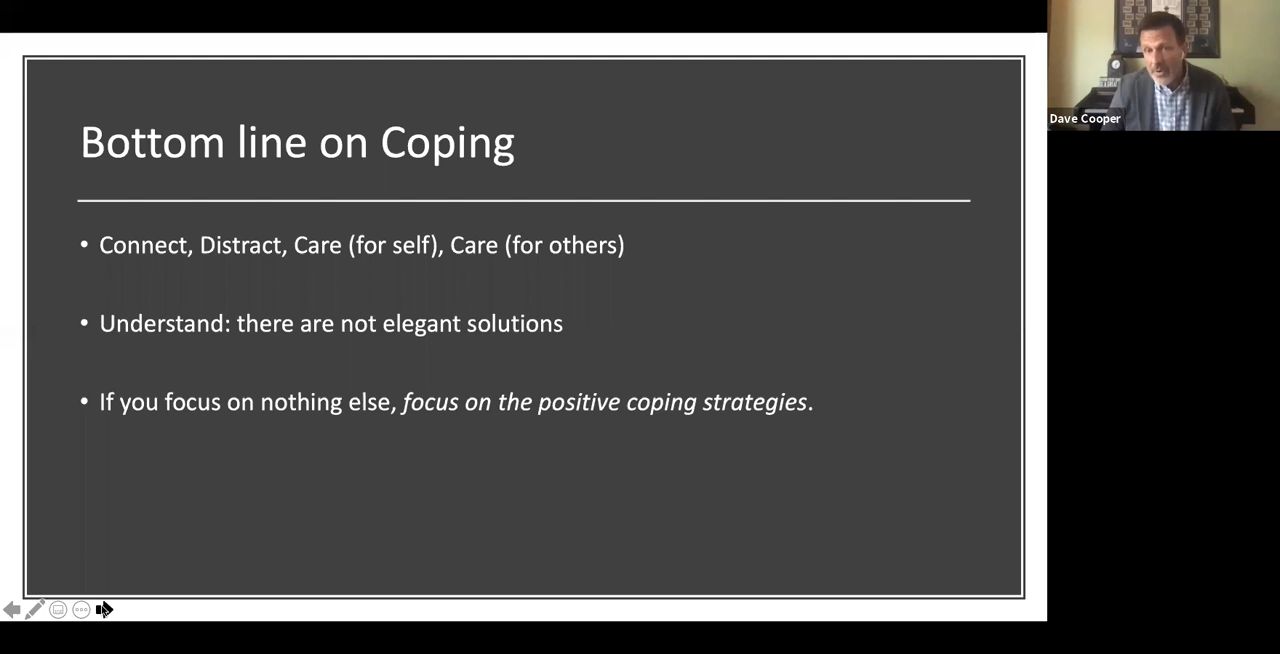 Bottom line on Coping
• Connect, Distract, Care (for self), Care (for others)
• Understand: there are not elegant solutions
• If you focus on nothing else, focus on the positive coping strategies.
Dave Cooper